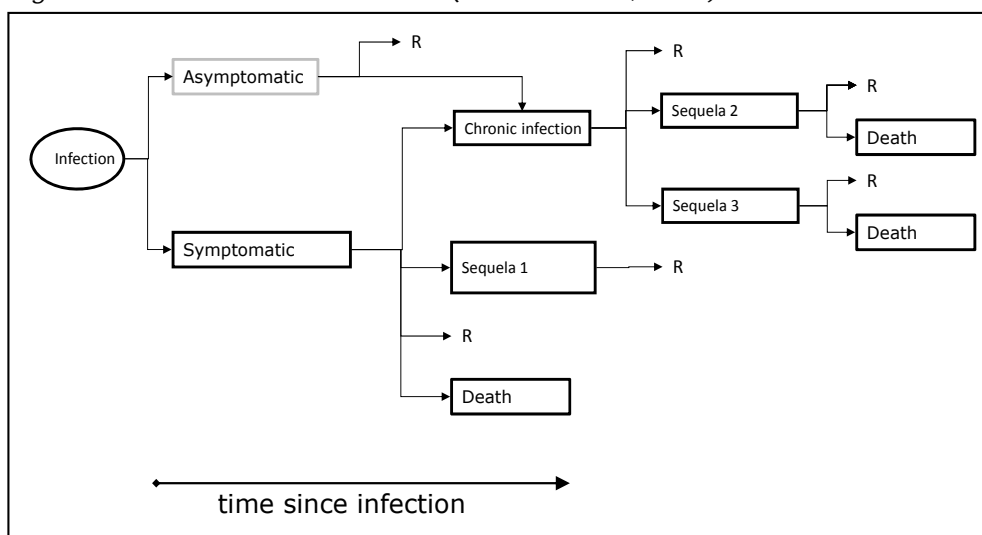 R
R
Asymptomatic
R
Sequela 2
Chronic infection
Death
Infection
R
Sequela 3
Death
Symptomatic
Sequela 1
R
R
Death
time since infection